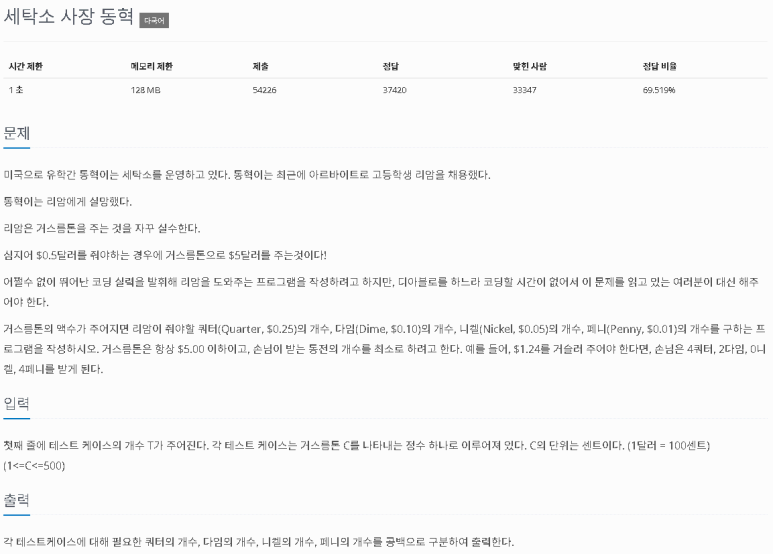 세탁소 사장 동혁 다국어
시간 제한 메모리 제한 제출 정답 맞힌 사람 정답 비율
1 초 128 MB 54226 37420 33347 69.519%
문제
미국으로 유학간 동혁이는 세탁소를 운영하고 있다. 동혁이는 최근에 아르바이트로 고등학생 리암을 채용했다.
동혁이는 리암에게 실망했다.
리암은 거스름돈을 주는 것을 자꾸 실수한다.
심지어 $0.5달러를 줘야하는 경우에 거스름돈으로 $5달러를 주는것이다!
어쩔수 없이 뛰어난 코딩 실력을 발휘해 리암을 도와주는 프로그램을 작성하려고 하지만, 디아블로를 하느라 코딩할 시간이 없어서 이 문제를 읽고 있는 여러분이 대신 해주
어야 한다.
거스름돈의 액수가 주어지면 리암이 줘야할 쿼터(Quarter, $0.25)의 개수, 다임(Dime, $0.10)의 개수, 니켈(Nickel, $0.05)의 개수, 페니(Penny, $0.01)의 개수를 구하는 프
로그램을 작성하시오. 거스름돈은 항상 $5.00 이하이고, 손님이 받는 동전의 개수를 최소로 하려고 한다. 예를 들어, $1.24를 거슬러 주어야 한다면, 손님은 4쿼터, 2다임, 0니
켈, 4페니를 받게 된다.
입력
첫째 줄에 테스트 케이스의 개수 T가 주어진다. 각 테스트 케이스는 거스름돈 C를 나타내는 정수 하나로 이루어져 있다. C의 단위는 센트이다. (1달러 = 100센트)
(1<=C<=500)
출력
각 테스트케이스에 대해 필요한 쿼터의 개수, 다임의 개수, 니켈의 개수, 페니의 개수를 공백으로 구분하여 출력한다.